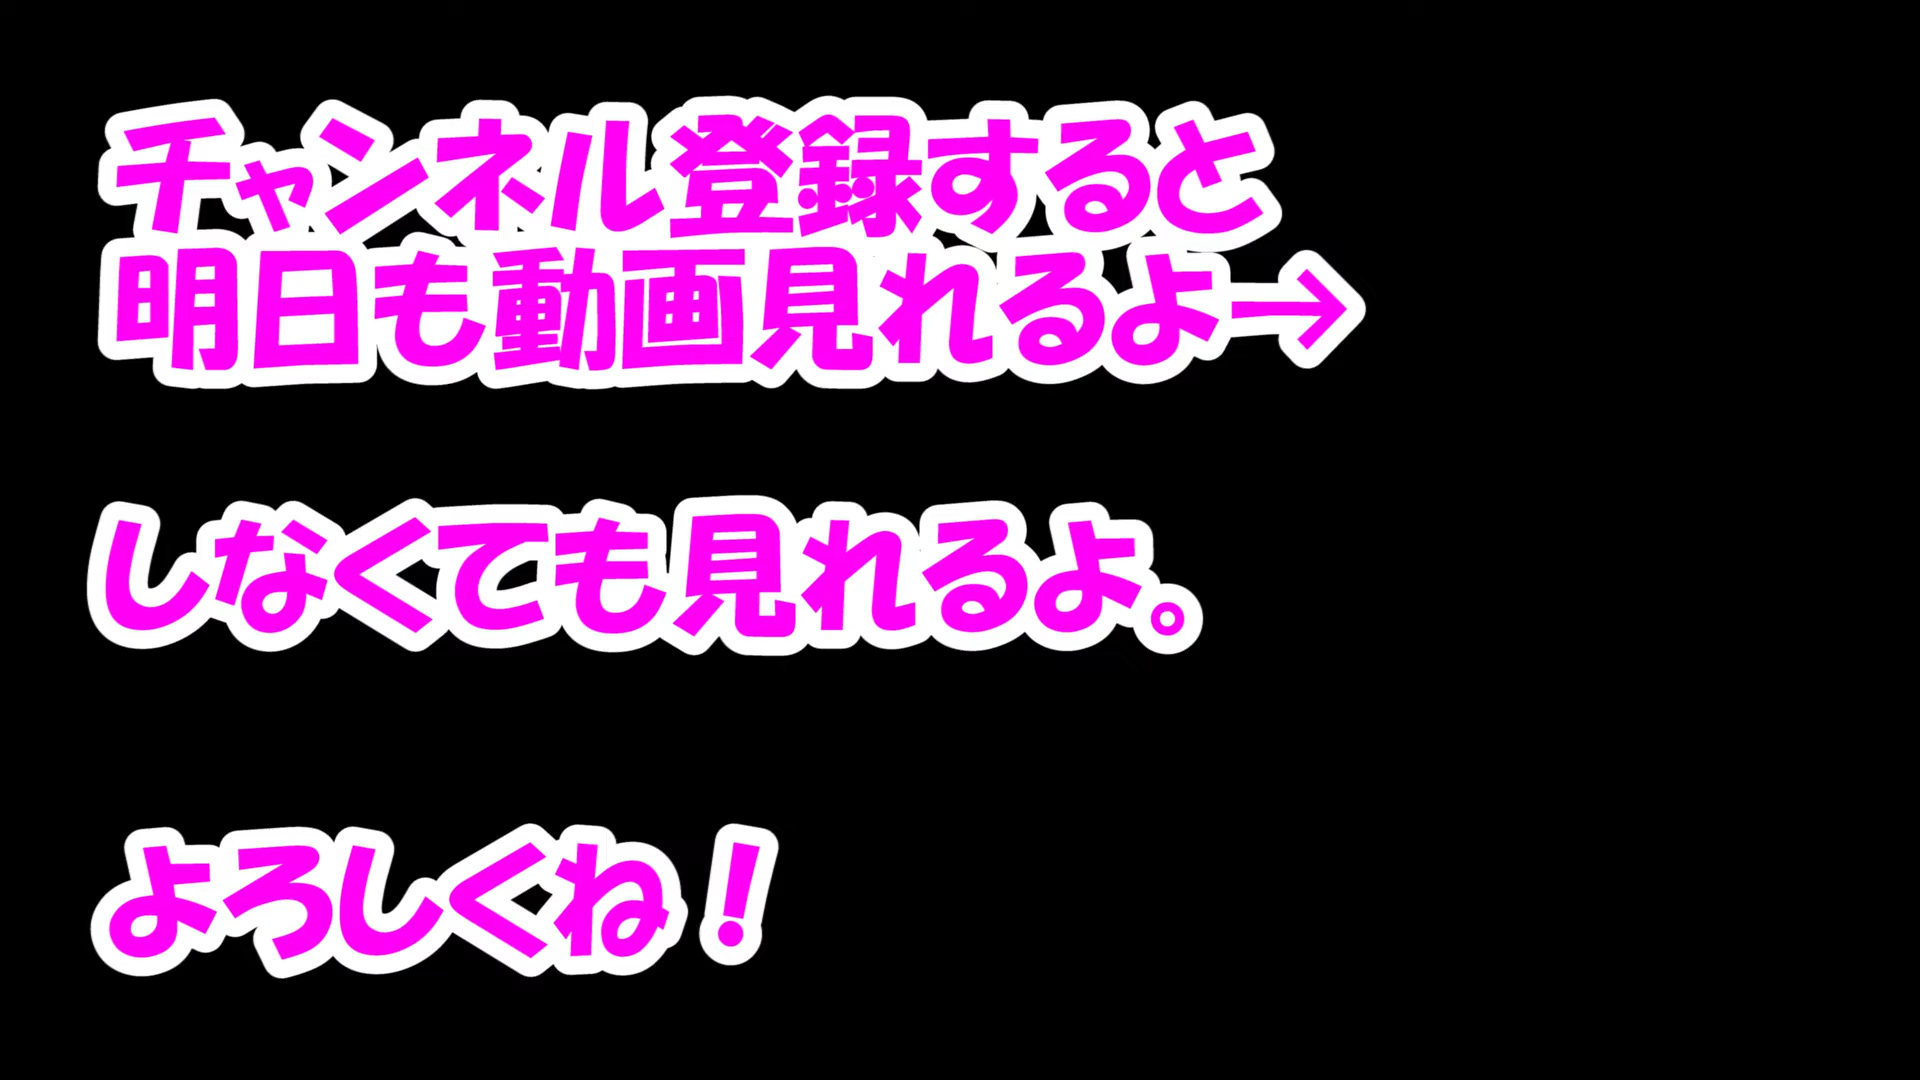 チャンネル登録すると
明日も動画見れるよ→
しなくても見れるよ。
よろしくね！